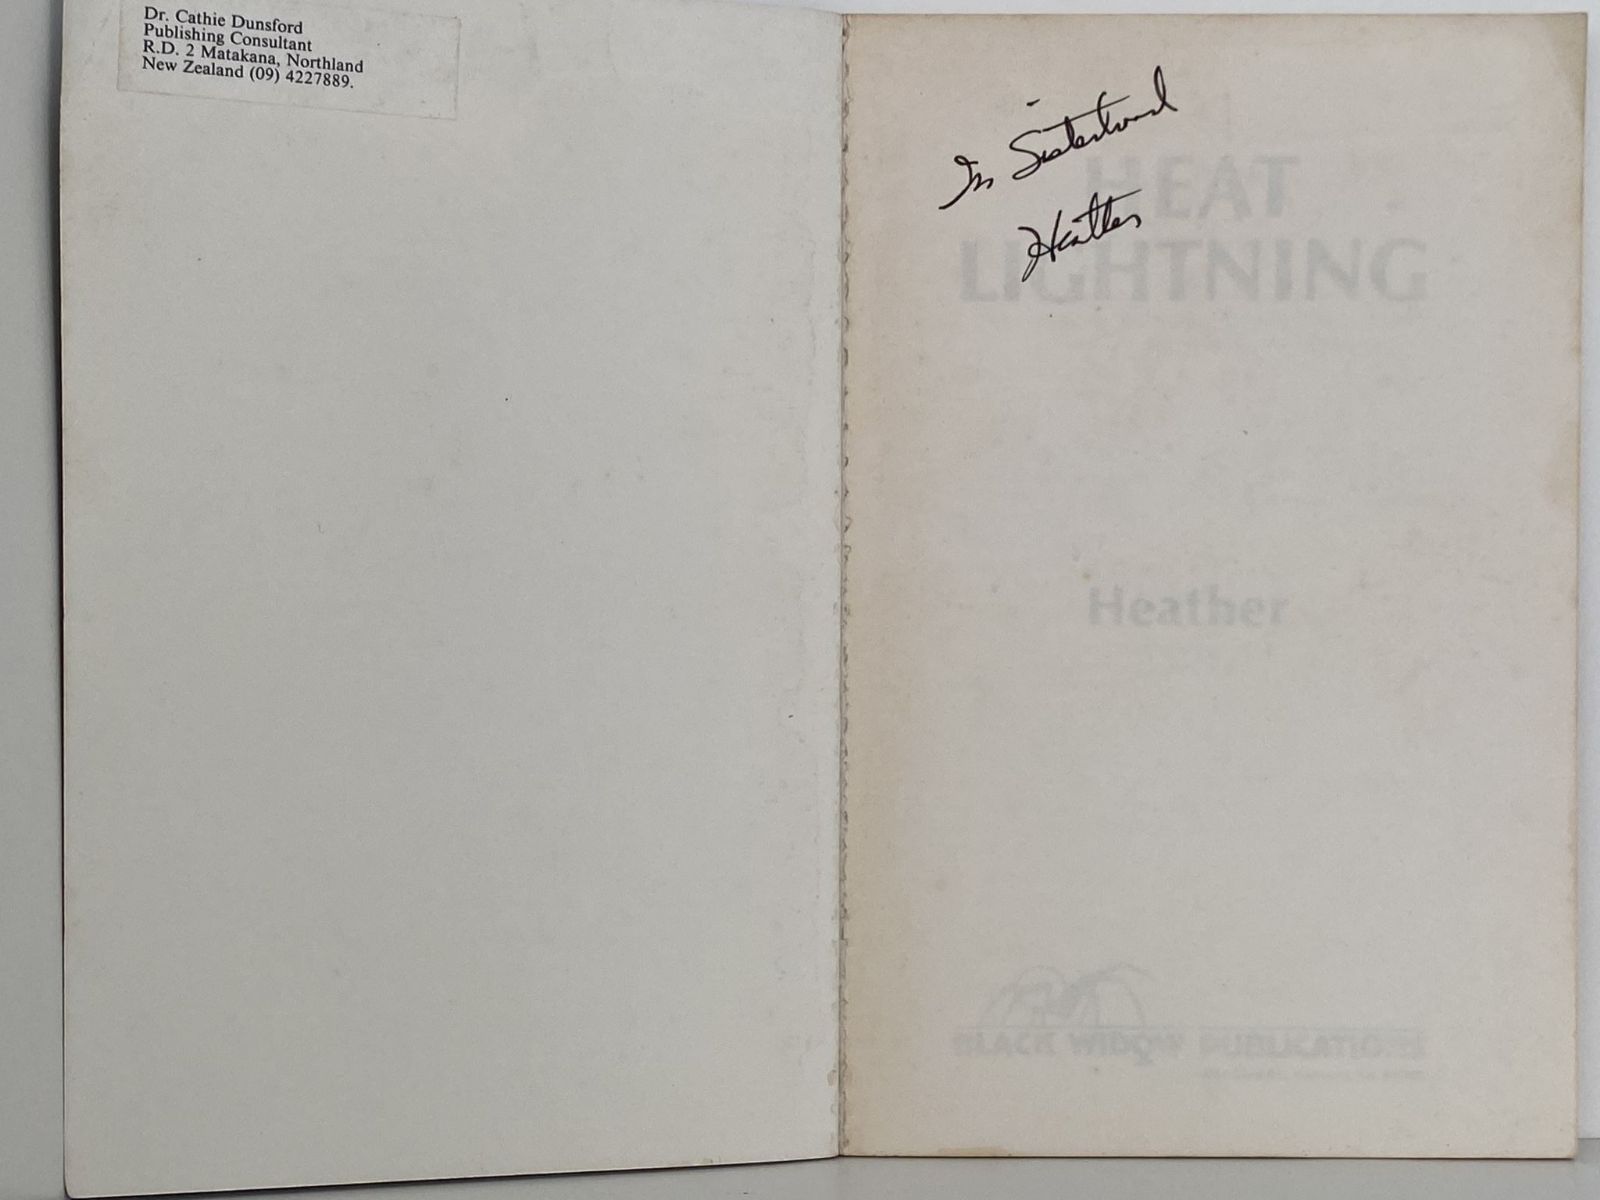 Dr. Cathie Dunsford
Publishing Consultant
R.D. 2 Matakana, Northland
New Zealand (09) 4227889.
In Sisterhood
Heather
HEAT
LIGHTNING
Heather
BLACK WIDOW PUBLICATIONS